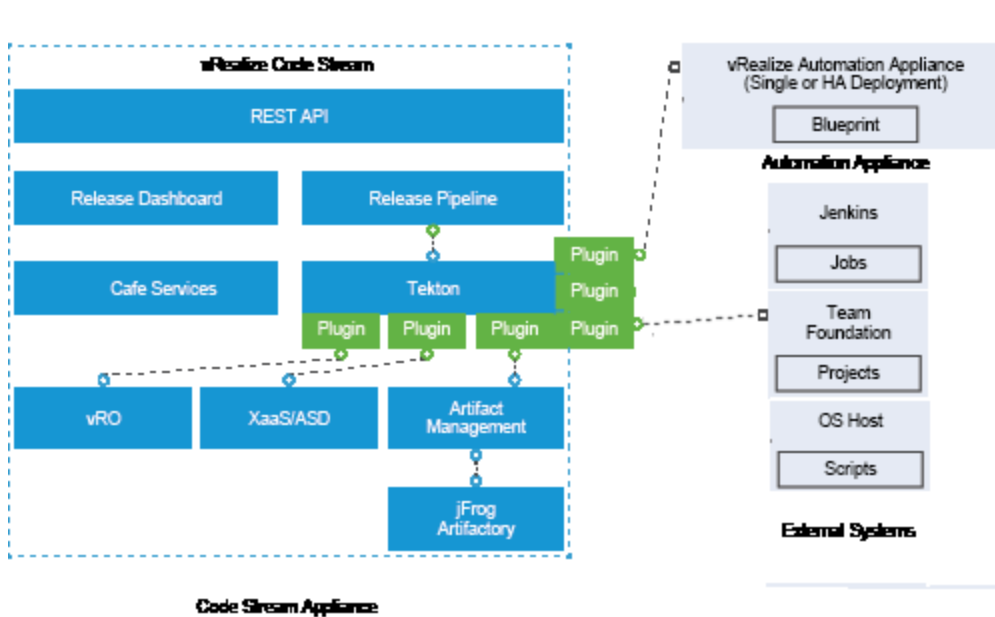 vRealize Code Stream
REST API
Release Dashboard
Release Pipeline
Cafe Services
Tekton
Plugin
Plugin
Plugin
Plugin
Plugin
Plugin
vRO
XaaS/ASD
Artifact
Management
jFrog
Artifactory
Code Stream Appliance
vRealize Automation Appliance
(Single or HA Deployment)
Blueprint
Automation Appliance
Jenkins
Jobs
Team
Foundation
Projects
OS Host
Scripts
External Systems